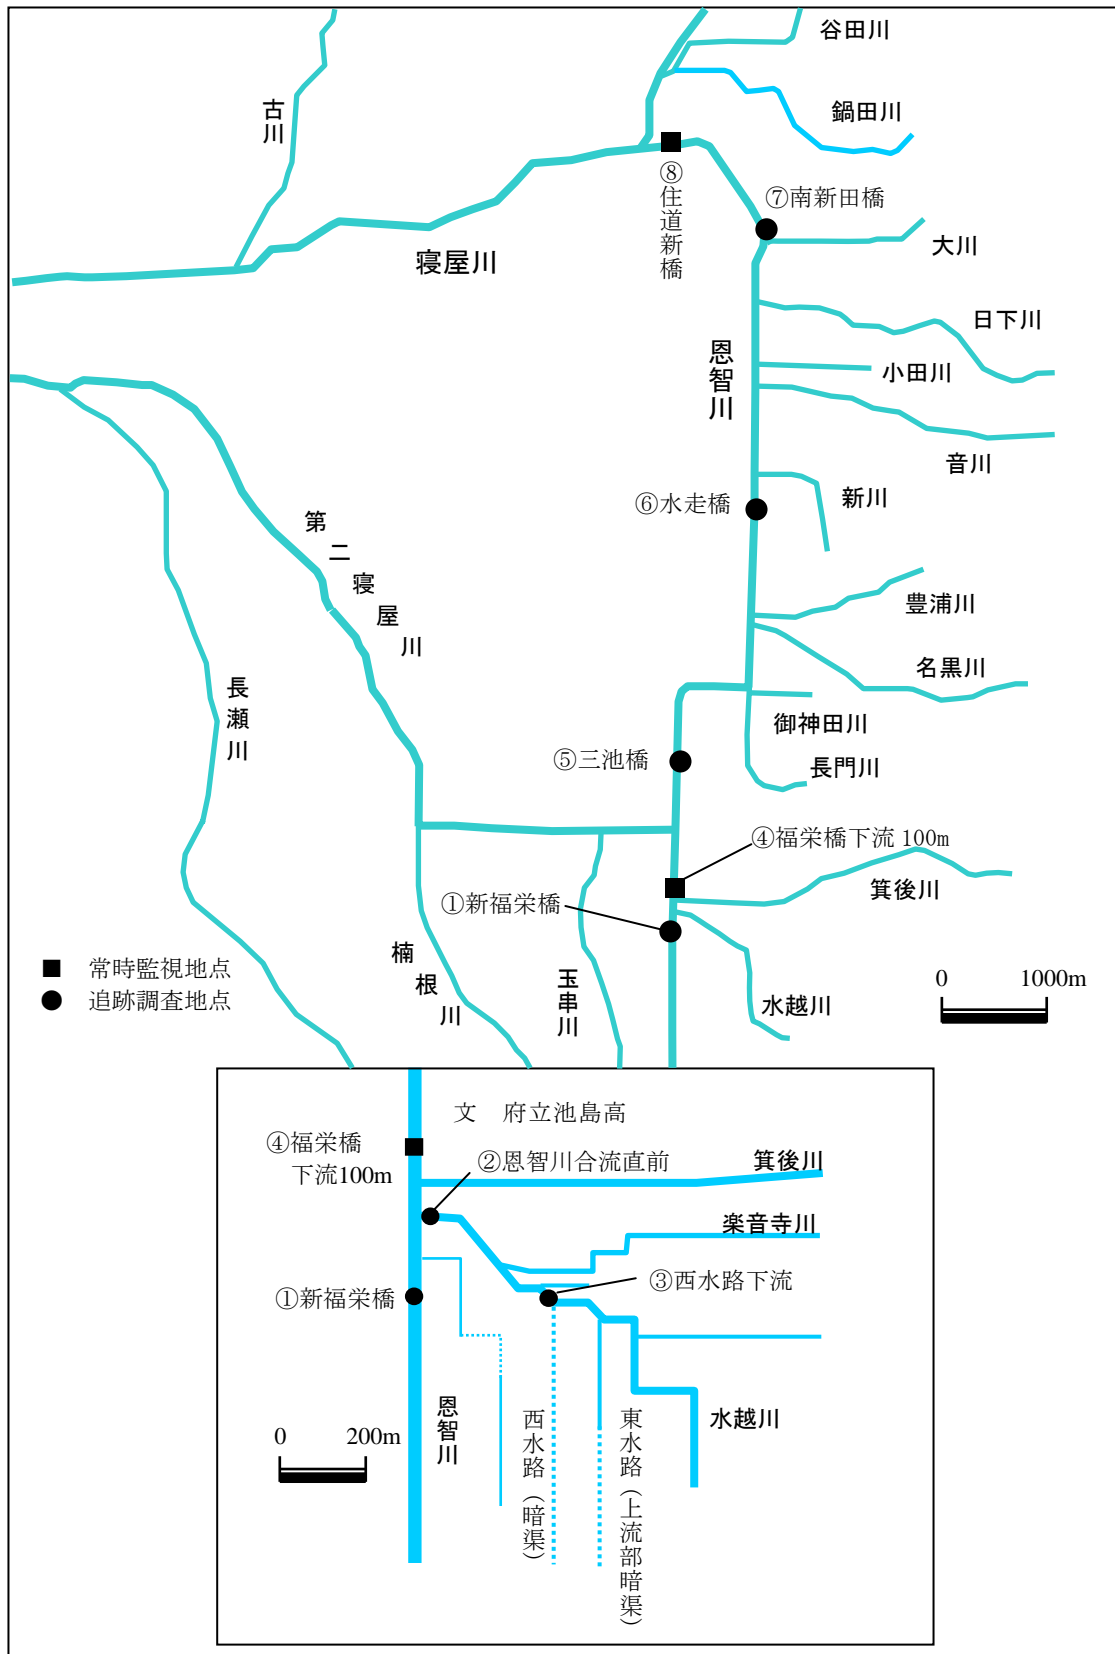 谷田川
古川
鍋田川
⑧住道新橋
⑦南新田橋
大川
寝屋川
日下川
恩智川
小田川
音川
⑥水走橋
新川
第二寝屋川
豊浦川
名黒川
長瀬川
御神田川
⑤三池橋
長門川
④福栄橋下流100m
箕後川
①新福栄橋
楠根川
玉串川
水越川
■ 常時監視地点
● 追跡調査地点
0 1000m
文 府立池島高
④福栄橋
下流100m
②恩智川合流直前
箕後川
楽音寺川
③西水路下流
①新福栄橋
恩智川
西水路（暗渠）
東水路（上流部暗渠）
水越川
0 200m